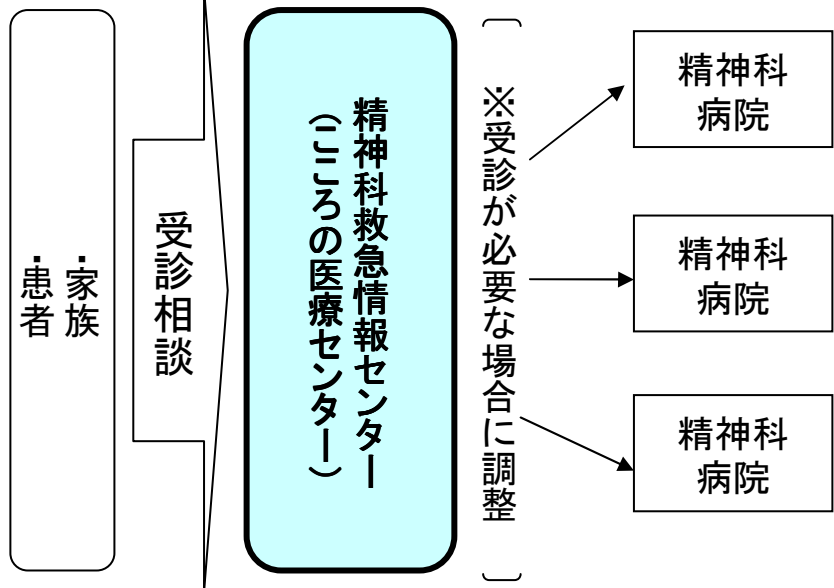 ・家族
・患者
受診相談
精神科救急情報センター
（こころの医療センター）
※受診が必要な場合に調整
精神科
病院
精神科
病院
精神科
病院